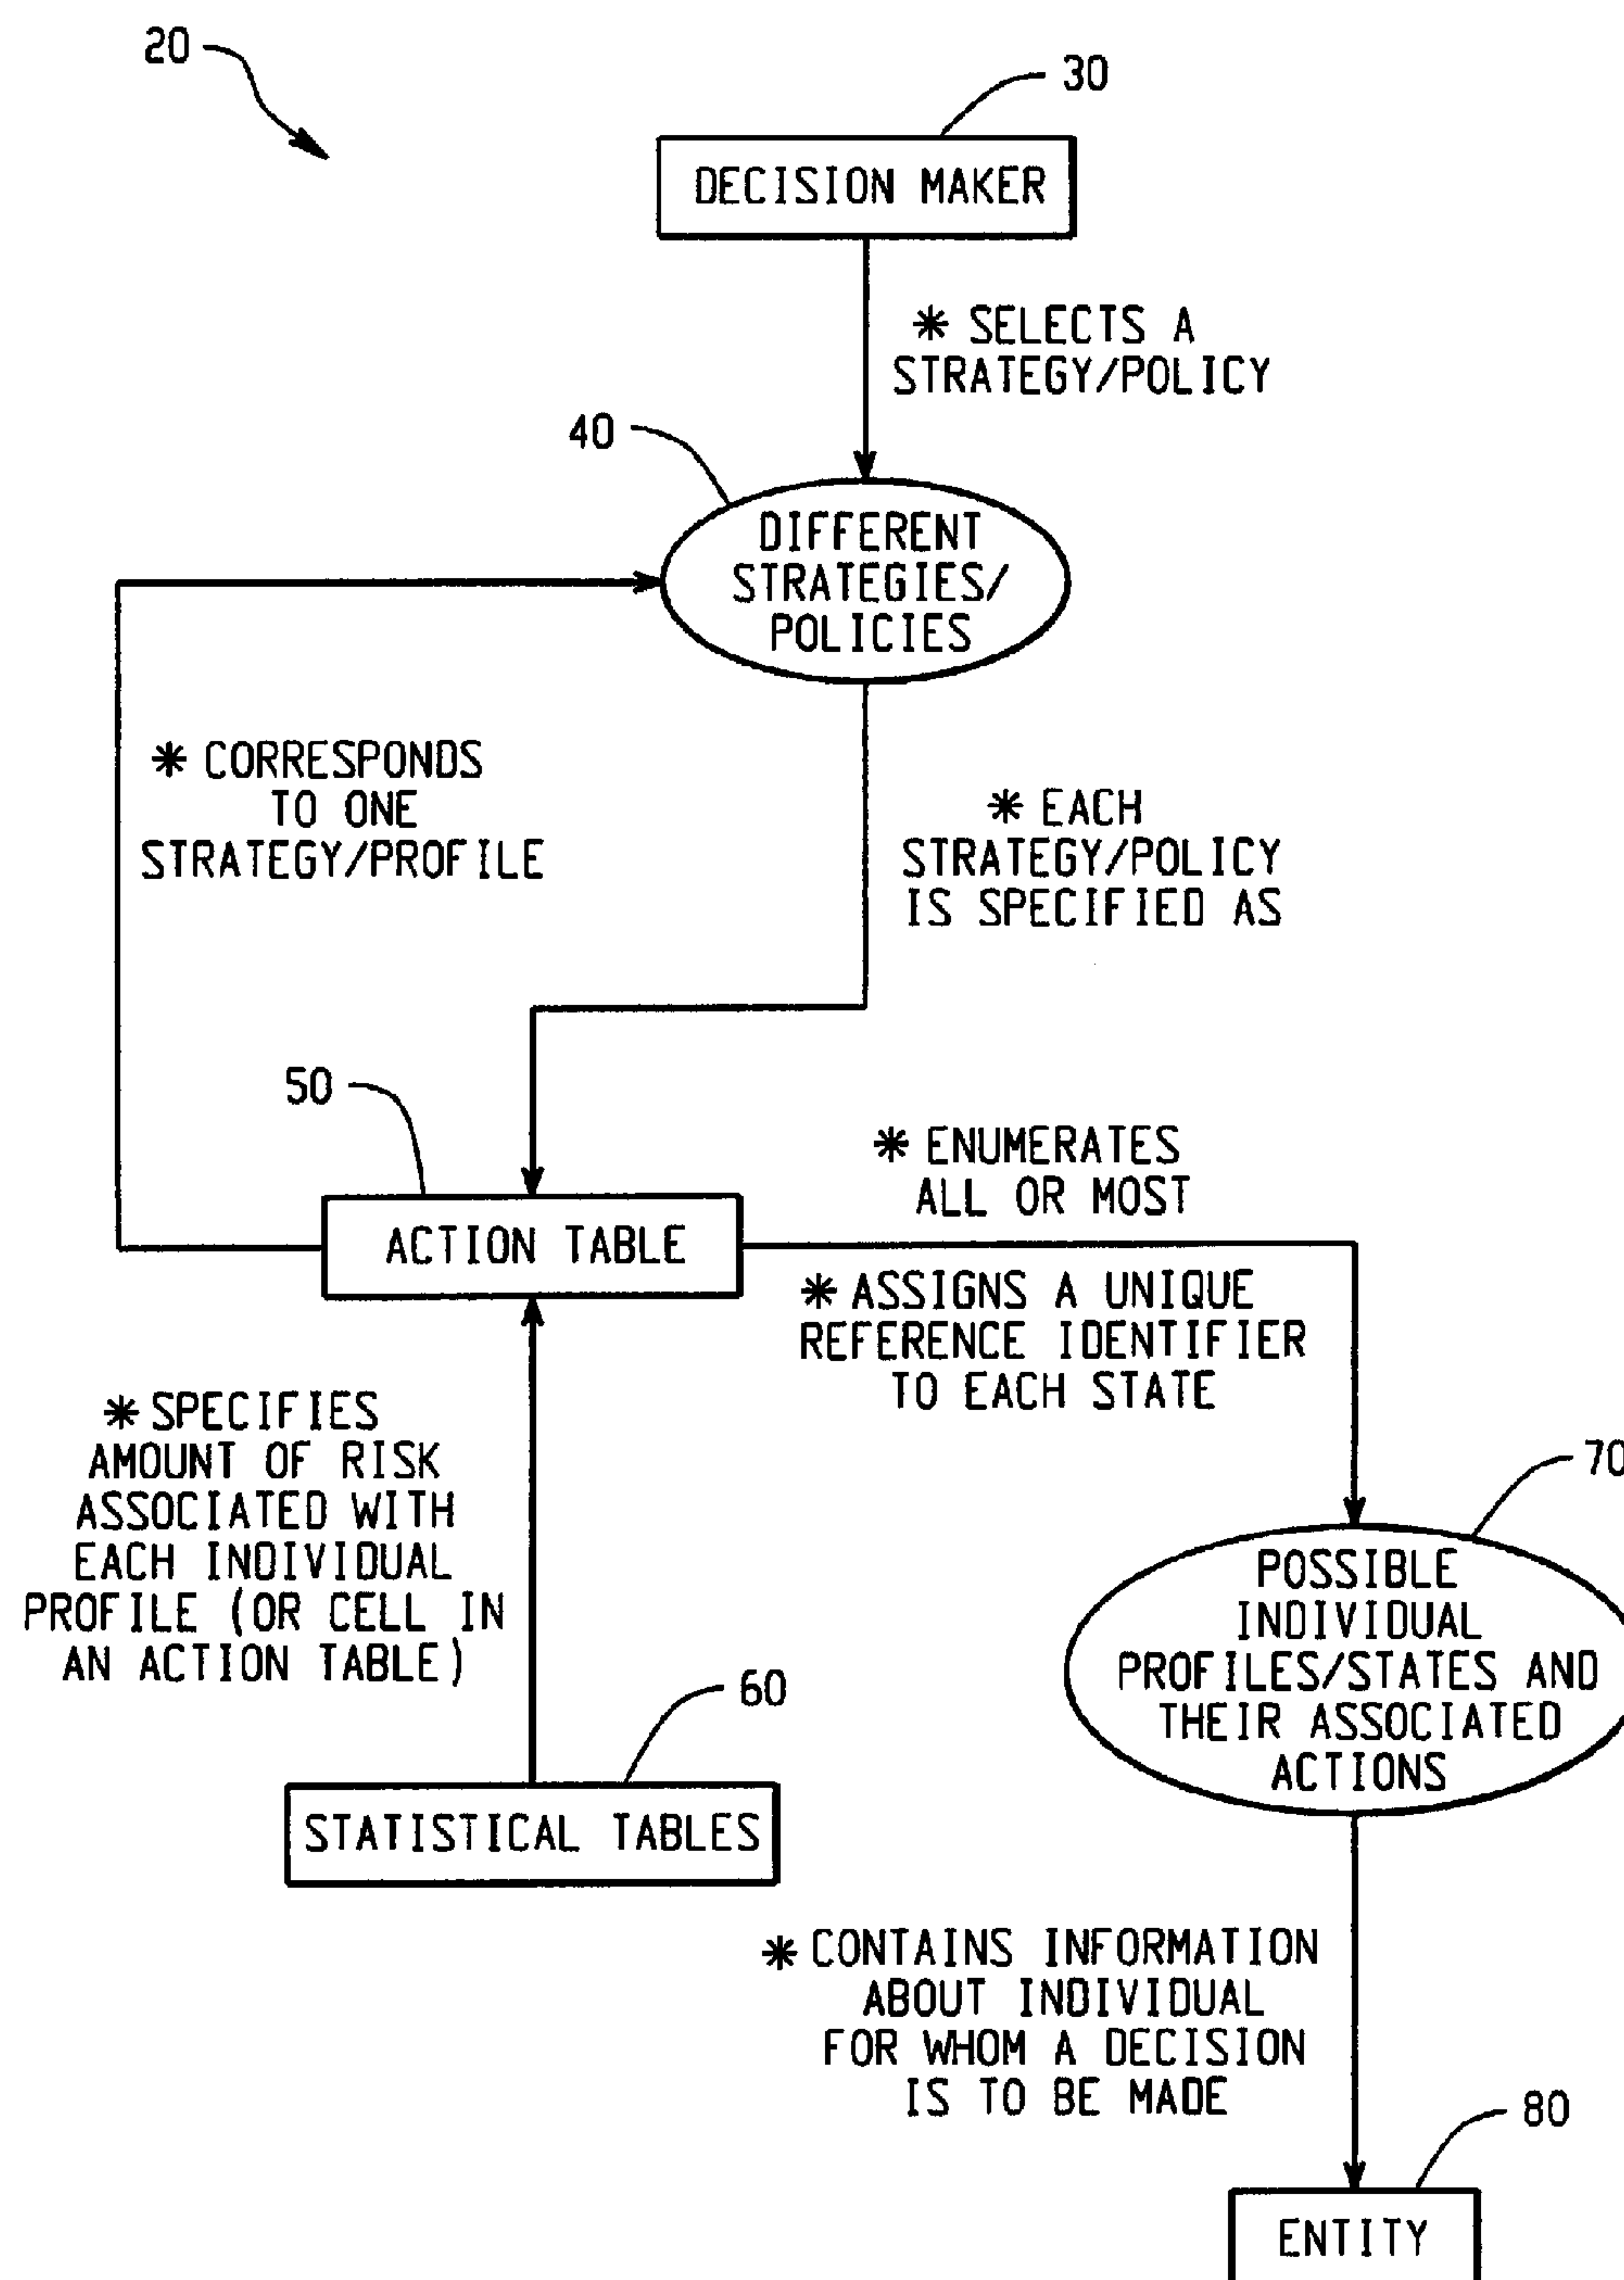 20
30
DECISION MAKER
* SELECTS A
STRATEGY/POLICY
40
DIFFERENT
STRATEGIES/
POLICIES
* CORRESPONDS
TO ONE
STRATEGY/PROFILE
* EACH
STRATEGY/POLICY
IS SPECIFIED AS
50
* ENUMERATES
ALL OR MOST
ACTION TABLE
* ASSIGNS A UNIQUE
REFERENCE IDENTIFIER
TO EACH STATE
* SPECIFIES
AMOUNT OF RISK
ASSOCIATED WITH
EACH INDIVIDUAL
PROFILE (OR CELL IN
AN ACTION TABLE)
70
POSSIBLE
INDIVIDUAL
PROFILES/STATES AND
THEIR ASSOCIATED
ACTIONS
60
STATISTICAL TABLES
* CONTAINS INFORMATION
ABOUT INDIVIDUAL
FOR WHOM A DECISION
IS TO BE MADE
80
ENTITY